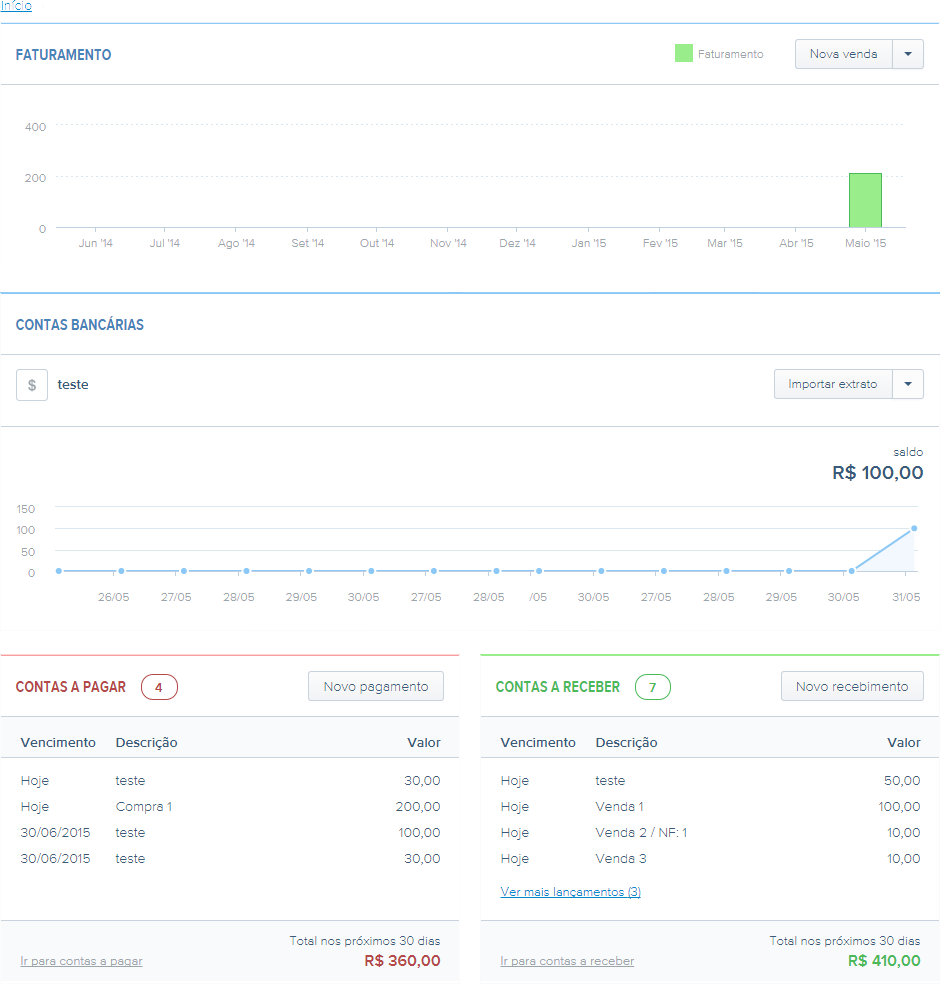 Início
FATURAMENTO
Faturamento
Nova venda
400
200
0
Jun '14 Jul '14 Ago '14 Set '14 Out '14 Nov '14 Dez '14 Jan '15 Fev '15 Mar '15 Abr '15 Maio '15
CONTAS BANCÁRIAS
$ teste
Importar extrato
saldo
R$ 100,00
150
100
50
0
26/05 27/05 28/05 29/05 30/05 27/05 28/05 /05 30/05 27/05 28/05 29/05 30/05 31/05
CONTAS A PAGAR 4 Novo pagamento
Vencimento Descrição Valor
Hoje teste 30,00
Hoje Compra 1 200,00
30/06/2015 teste 100,00
30/06/2015 teste 30,00
Total nos próximos 30 dias
Ir para contas a pagar R$ 360,00
CONTAS A RECEBER 7 Novo recebimento
Vencimento Descrição Valor
Hoje teste 50,00
Hoje Venda 1 100,00
Hoje Venda 2 / NF: 1 10,00
Hoje Venda 3 10,00
Ver mais lançamentos (3)
Total nos próximos 30 dias
Ir para contas a receber R$ 410,00